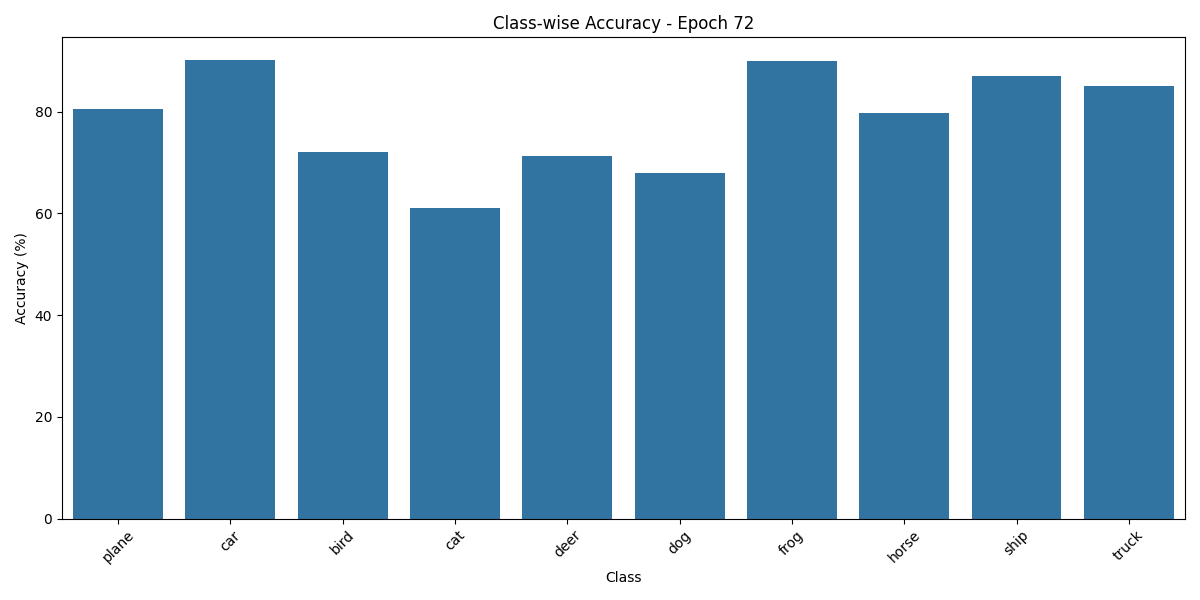 Class-wise Accuracy - Epoch 72
Accuracy (%)
80
60
40
20
0
plane
car
bird
cat
deer
dog
frog
horse
ship
truck
Class